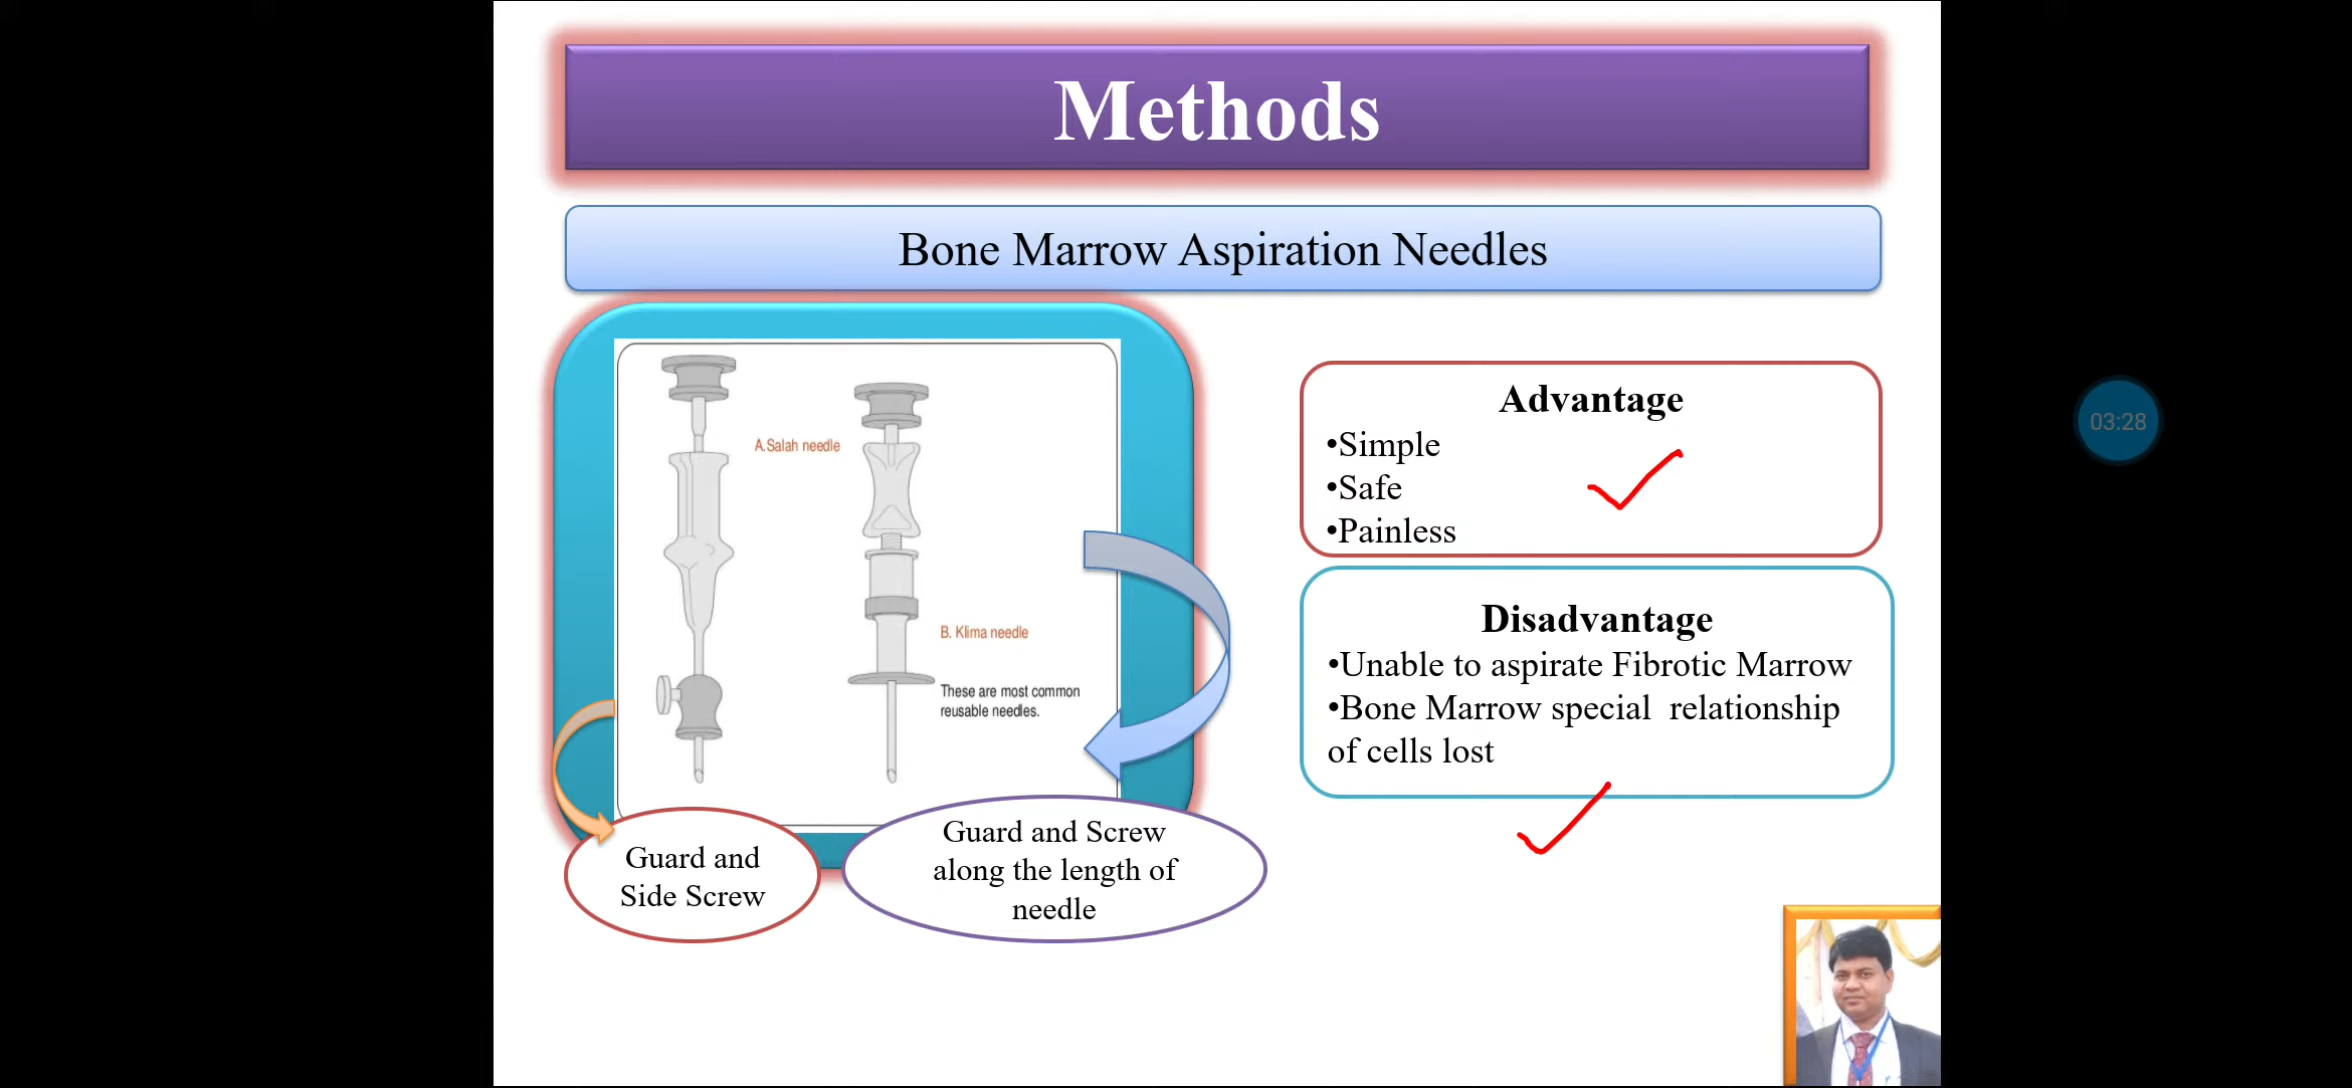 Methods
Bone Marrow Aspiration Needles
A.Salah needle
B. Klima needle
These are most common
reusable needles.
Guard and
Side Screw
Guard and Screw
along the length of
needle
Advantage
•Simple
•Safe
•Painless
Disadvantage
•Unable to aspirate Fibrotic Marrow
•Bone Marrow special relationship
of cells lost
03:28